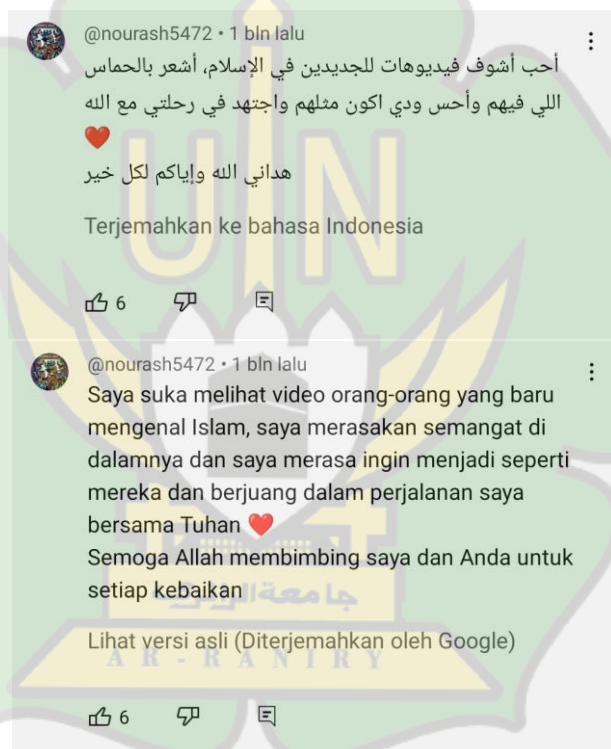 @nourash5472 • 1 bln lalu
أحب أشوف فيديوهات للجديدين في الإسلام، أشعر بالحماس
اللي فيهم وأحس ودي اكون مثلهم واجتهد في رحلتي مع الله
❤️
هداني الله وإياكم لكل خير
Terjemahkan ke bahasa Indonesia
6
@nourash5472 • 1 bln lalu
Saya suka melihat video orang-orang yang baru
mengenal Islam, saya merasakan semangat di
dalamnya dan saya merasa ingin menjadi seperti
mereka dan berjuang dalam perjalanan saya
bersama Tuhan ❤️
Semoga Allah membimbing saya dan Anda untuk
setiap kebaikan
Lihat versi asli (Diterjemahkan oleh Google)
6
UIN
جامعةالرانري
AR-RANIRY